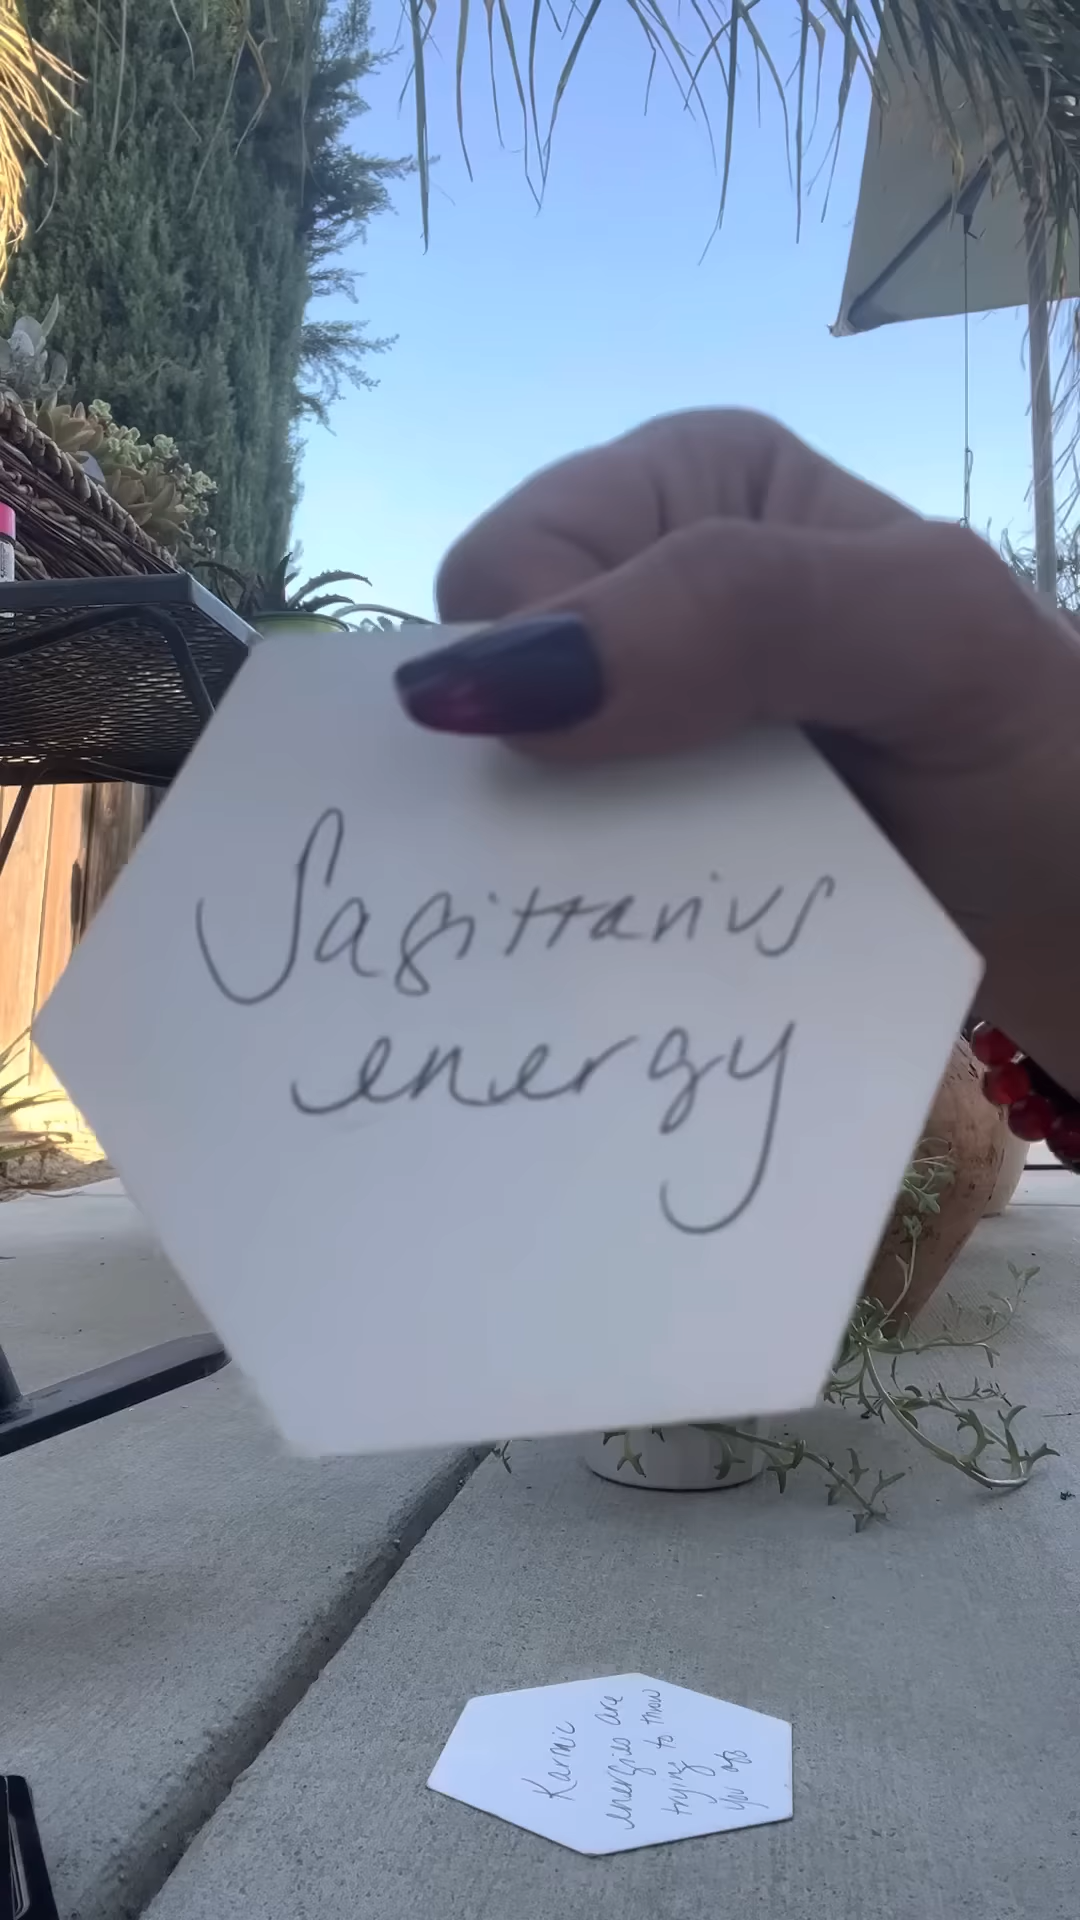 Sagittarius
energy
Karmic
energies are
trying to throw
you off